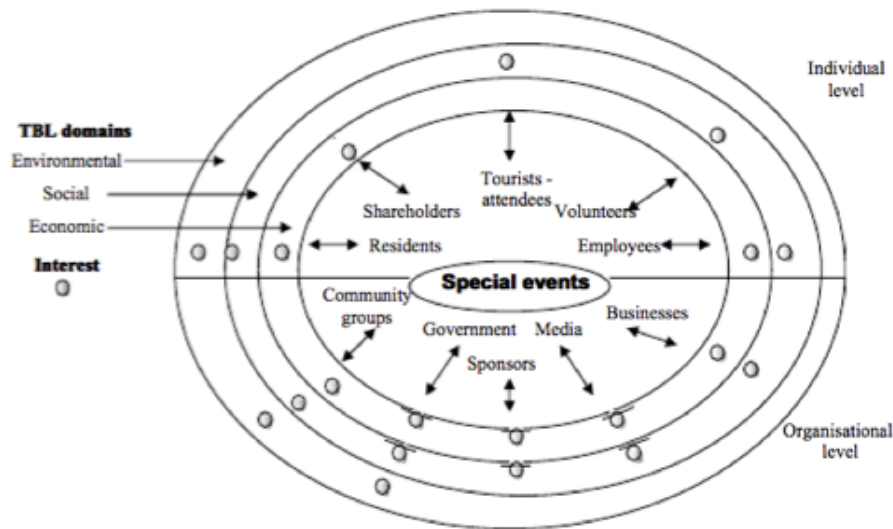 Individual
level
TBL domains
Environmental
Social
Economic
Interest
Tourists -
attendees
Shareholders
Volunteers
Residents
Employees
Special events
Community
groups
Government
Media
Businesses
Sponsors
Organisational
level